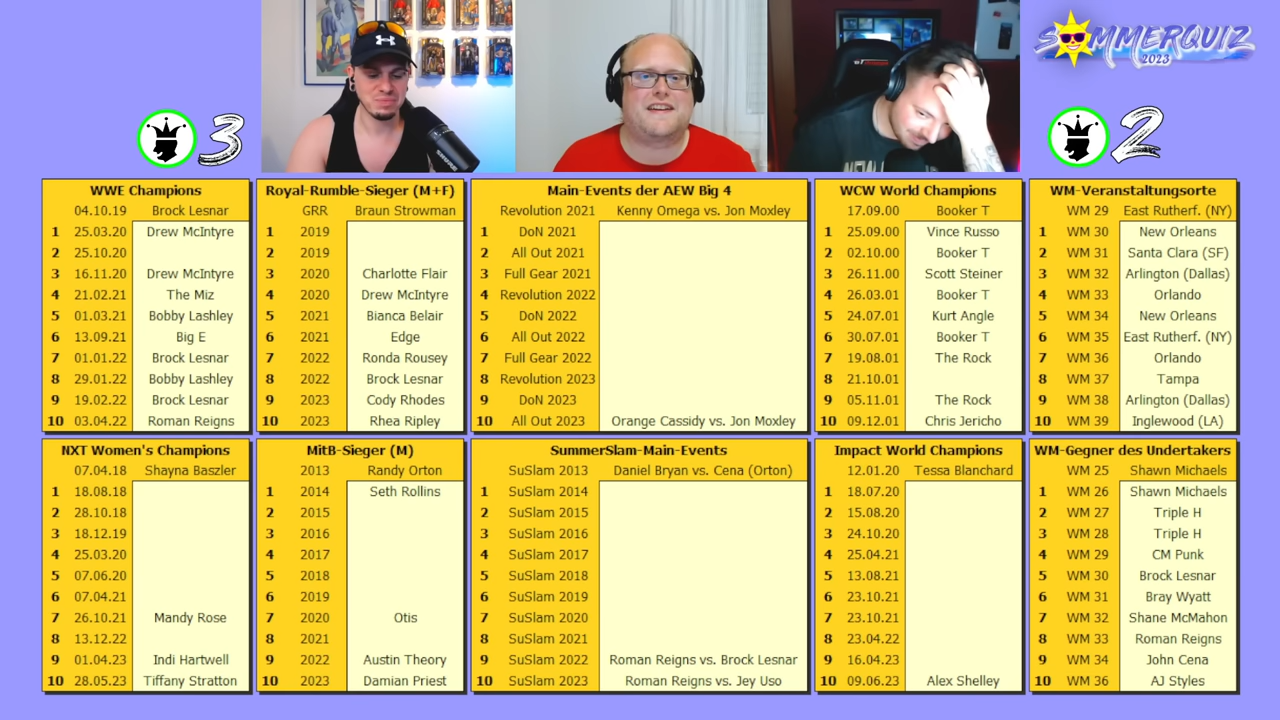 SOMMERQUIZ
2023
3
2
WWE Champions
04.10.19 Brock Lesnar
1 25.03.20 Drew McIntyre
2 25.10.20
3 16.11.20 Drew McIntyre
4 21.02.21 The Miz
5 01.03.21 Bobby Lashley
6 13.09.21 Big E
7 01.01.22 Brock Lesnar
8 29.01.22 Bobby Lashley
9 19.02.22 Brock Lesnar
10 03.04.22 Roman Reigns
Royal-Rumble-Sieger (M+F)
GRR Braun Strowman
1 2019
2 2019
3 2020 Charlotte Flair
4 2020 Drew McIntyre
5 2021 Bianca Belair
6 2021 Edge
7 2022 Ronda Rousey
8 2022 Brock Lesnar
9 2023 Cody Rhodes
10 2023 Rhea Ripley
Main-Events der AEW Big 4
Revolution 2021 Kenny Omega vs. Jon Moxley
1 DoN 2021
2 All Out 2021
3 Full Gear 2021
4 Revolution 2022
5 DoN 2022
6 All Out 2022
7 Full Gear 2022
8 Revolution 2023
9 DoN 2023
10 All Out 2023 Orange Cassidy vs. Jon Moxley
WCW World Champions
17.09.00 Booker T
1 25.09.00 Vince Russo
2 02.10.00 Booker T
3 26.11.00 Scott Steiner
4 26.03.01 Booker T
5 24.07.01 Kurt Angle
6 30.07.01 Booker T
7 19.08.01 The Rock
8 21.10.01
9 05.11.01 The Rock
10 09.12.01 Chris Jericho
WM-Veranstaltungsorte
WM 29 East Rutherf. (NY)
1 WM 30 New Orleans
2 WM 31 Santa Clara (SF)
3 WM 32 Arlington (Dallas)
4 WM 33 Orlando
5 WM 34 New Orleans
6 WM 35 East Rutherf. (NY)
7 WM 36 Orlando
8 WM 37 Tampa
9 WM 38 Arlington (Dallas)
10 WM 39 Inglewood (LA)
NXT Women's Champions
07.04.18 Shayna Baszler
1 18.08.18
2 28.10.18
3 18.12.19
4 25.03.20
5 07.06.20
6 07.04.21
7 26.10.21 Mandy Rose
8 13.12.22
9 01.04.23 Indi Hartwell
10 28.05.23 Tiffany Stratton
MitB-Sieger (M)
2013 Randy Orton
1 2014 Seth Rollins
2 2015
3 2016
4 2017
5 2018
6 2019
7 2020 Otis
8 2021
9 2022 Austin Theory
10 2023 Damian Priest
SummerSlam-Main-Events
SuSlam 2013 Daniel Bryan vs. Cena (Orton)
1 SuSlam 2014
2 SuSlam 2015
3 SuSlam 2016
4 SuSlam 2017
5 SuSlam 2018
6 SuSlam 2019
7 SuSlam 2020
8 SuSlam 2021
9 SuSlam 2022 Roman Reigns vs. Brock Lesnar
10 SuSlam 2023 Roman Reigns vs. Jey Uso
Impact World Champions
12.01.20 Tessa Blanchard
1 18.07.20
2 15.08.20
3 24.10.20
4 25.04.21
5 13.08.21
6 23.10.21
7 23.10.21
8 23.04.22
9 16.04.23
10 09.06.23 Alex Shelley
WM-Gegner des Undertakers
WM 25 Shawn Michaels
1 WM 26 Shawn Michaels
2 WM 27 Triple H
3 WM 28 Triple H
4 WM 29 CM Punk
5 WM 30 Brock Lesnar
6 WM 31 Bray Wyatt
7 WM 32 Shane McMahon
8 WM 33 Roman Reigns
9 WM 34 John Cena
10 WM 36 AJ Styles